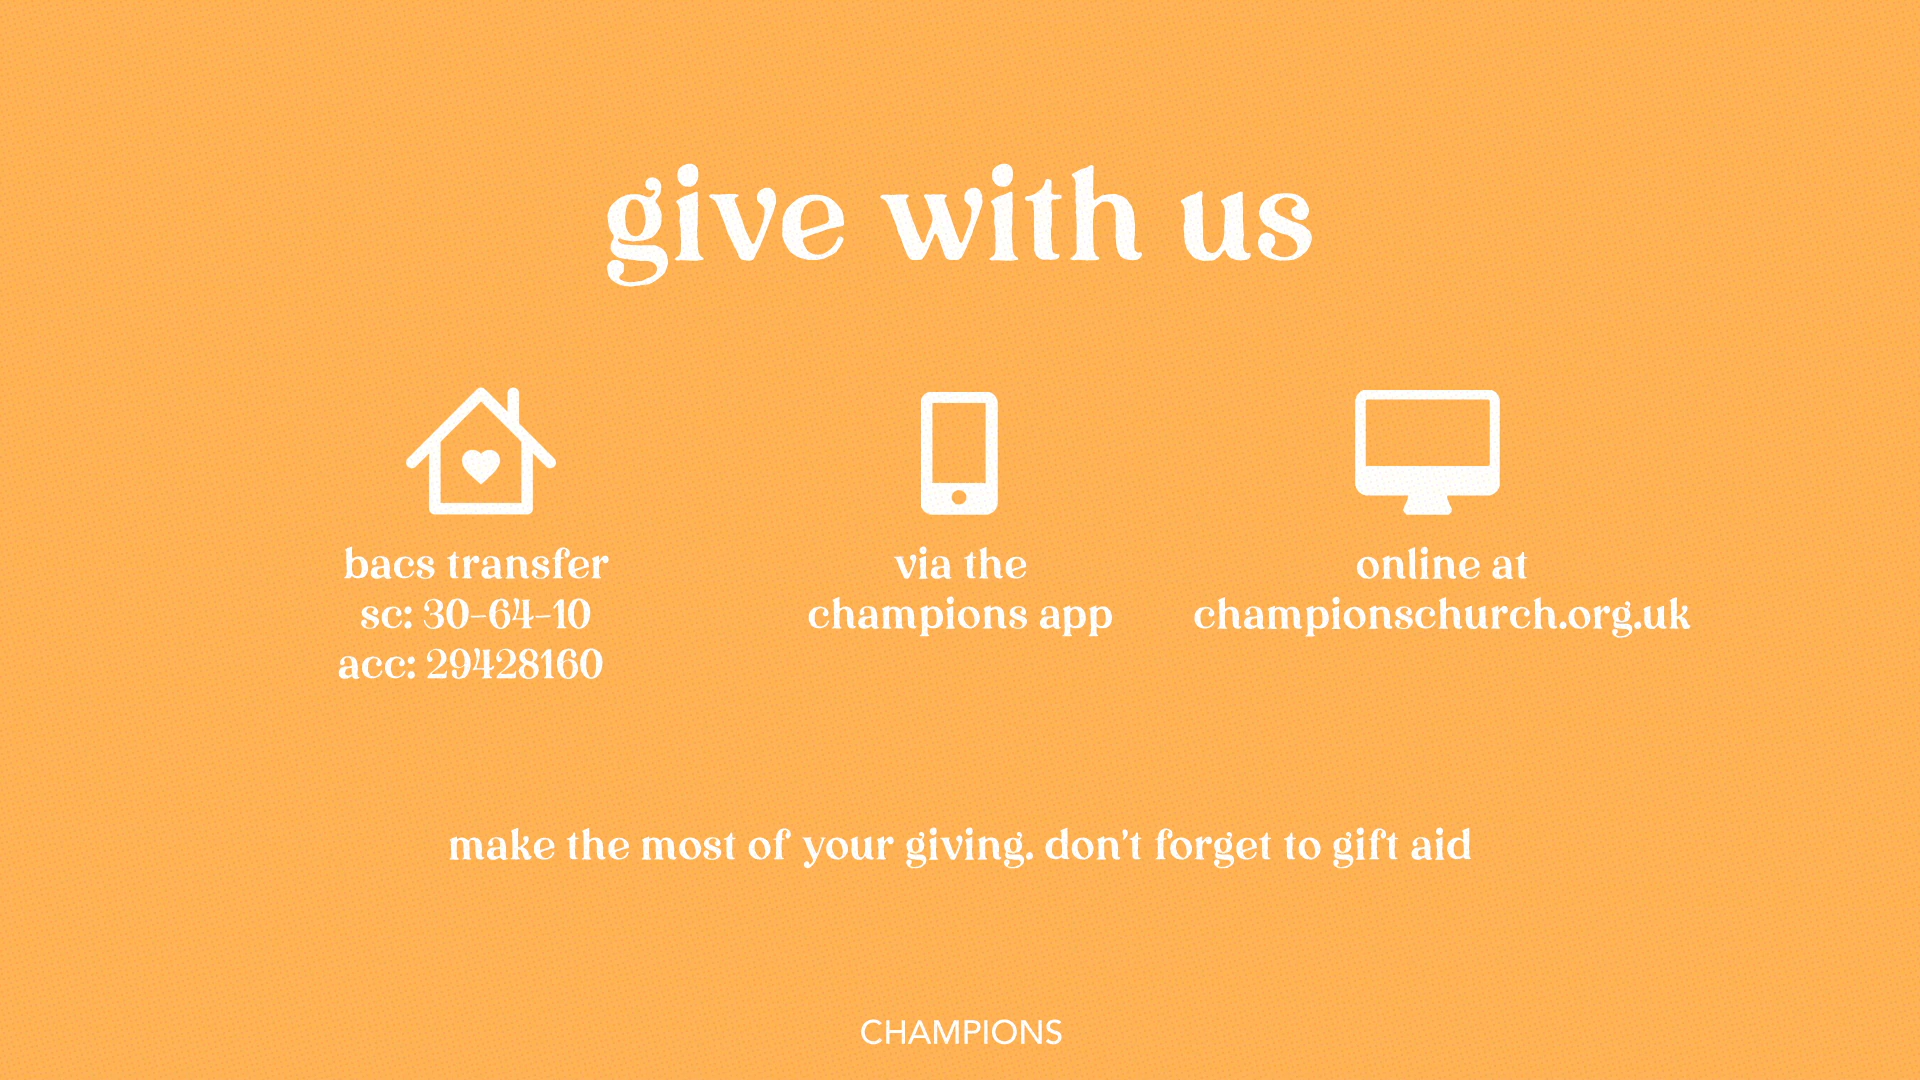 give with us
bacs transfer
sc: 30-64-10
acc: 29428160
via the
champions app
online at
championschurch.org.uk
make the most of your giving. don't forget to gift aid
CHAMPIONS